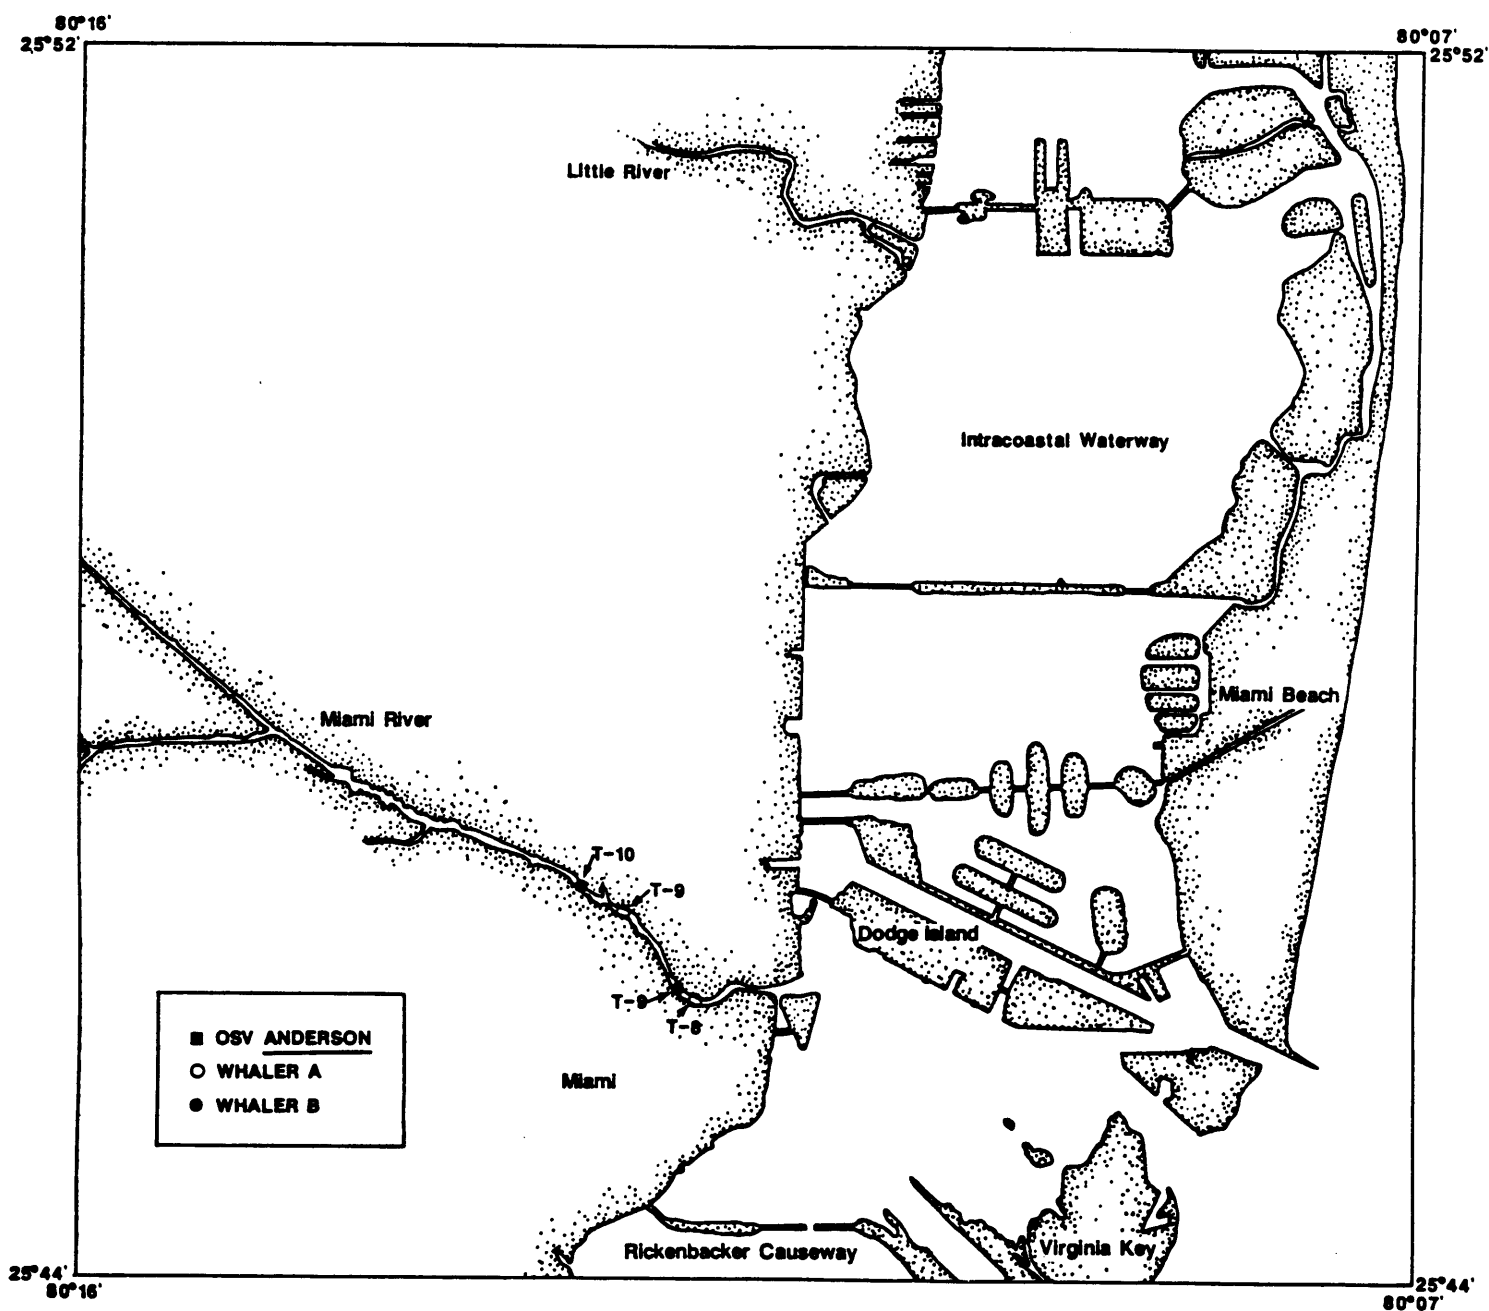 80°16'
25°52'
80°07'
25°52'
Little River
Intracoastal Waterway
Miami Beach
Miami River
T-10
T-9
Dodge Island
T-9
T-8
OSV ANDERSON
WHALER A
WHALER B
Miami
Rickenbacker Causeway
Virginia Key
25°44'
80°16'
25°44'
80°07'